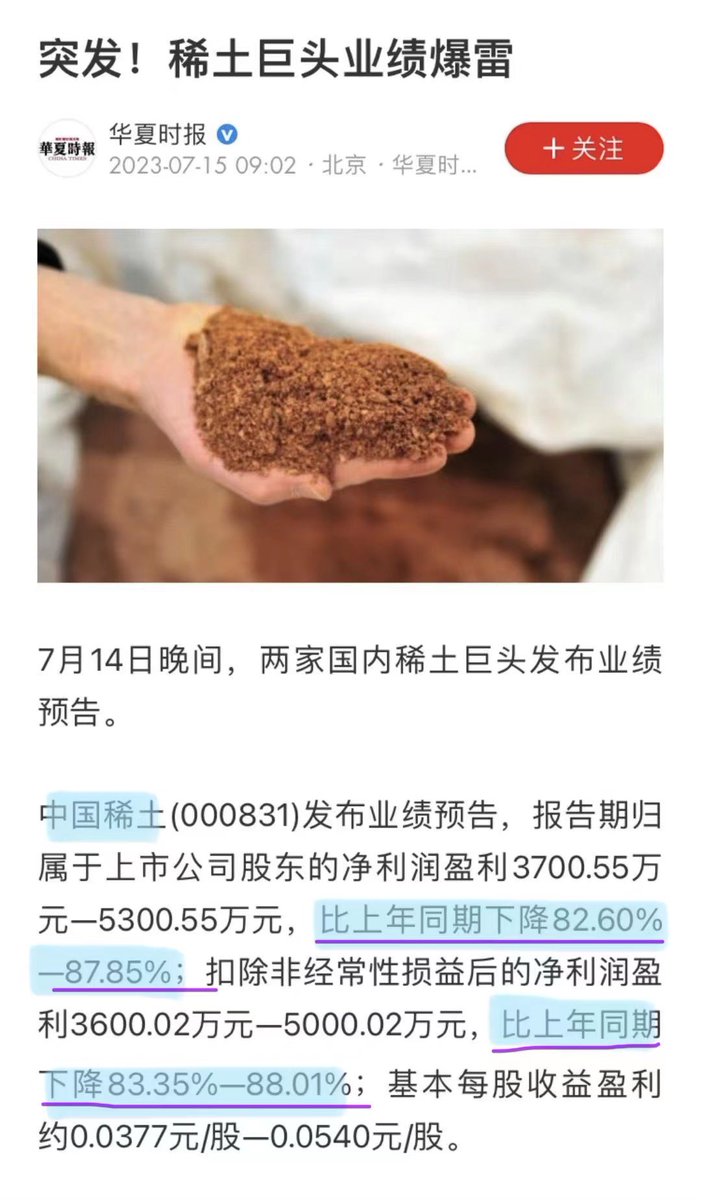 突发！稀土巨头业绩爆雷
华夏时报
華夏時報
CHINA TIMES
2023-07-15 09:02 · 北京 · 华夏时...
＋关注
7月14日晚间，两家国内稀土巨头发布业绩
预告。
中国稀土(000831)发布业绩预告，报告期归
属于上市公司股东的净利润盈利3700.55万
元—5300.55万元，比上年同期下降82.60%
—87.85%；扣除非经常性损益后的净利润盈
利3600.02万元—5000.02万元，比上年同期
下降83.35%—88.01%；基本每股收益盈利
约0.0377元/股—0.0540元/股。